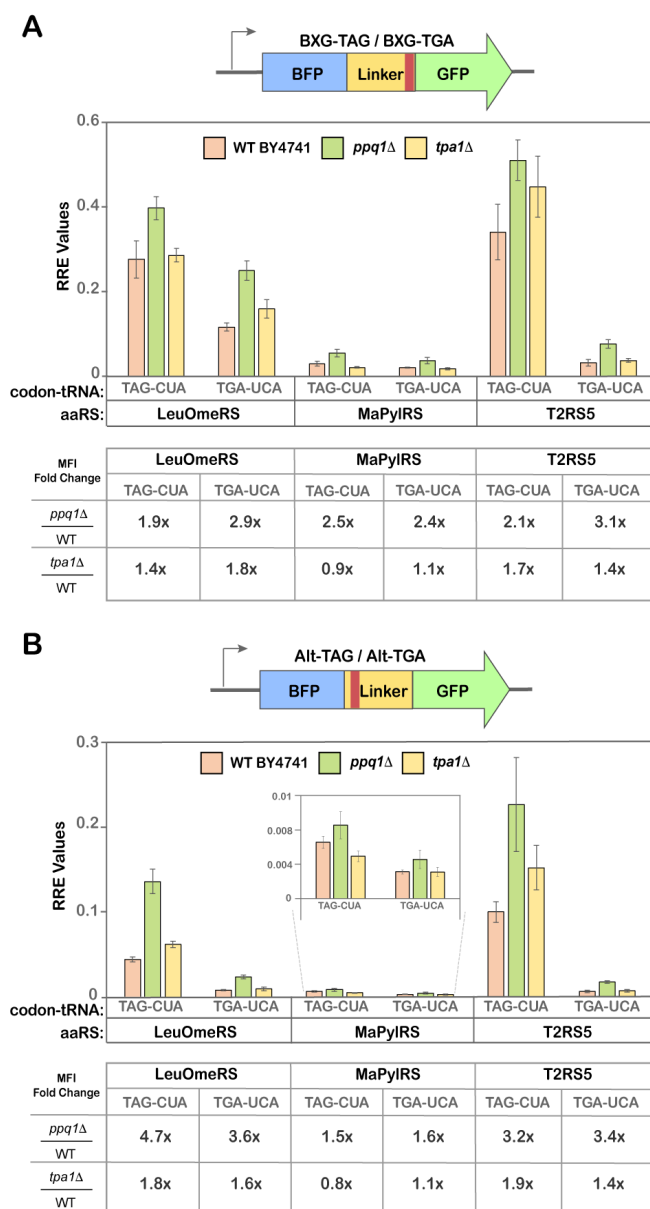 A
BXG-TAG / BXG-TGA
BFP Linker GFP
0.6
WT BY4741 ppq1Δ tpa1Δ
0.4
RRE Values
0.2
0
codon-tRNA: TAG-CUA TGA-UCA TAG-CUA TGA-UCA TAG-CUA TGA-UCA
aaRS: LeuOmeRS MaPylRS T2RS5
MFI Fold Change LeuOmeRS MaPylRS T2RS5
TAG-CUA TGA-UCA TAG-CUA TGA-UCA TAG-CUA TGA-UCA
ppq1Δ
WT
1.9x 2.9x 2.5x 2.4x 2.1x 3.1x
tpa1Δ
WT
1.4x 1.8x 0.9x 1.1x 1.7x 1.4x
B
Alt-TAG / Alt-TGA
BFP Linker GFP
0.3
WT BY4741 ppq1Δ tpa1Δ
0.01
0.008
0.004
0
TAG-CUA TGA-UCA
0.2
RRE Values
0.1
0
codon-tRNA: TAG-CUA TGA-UCA TAG-CUA TGA-UCA TAG-CUA TGA-UCA
aaRS: LeuOmeRS MaPylRS T2RS5
MFI Fold Change LeuOmeRS MaPylRS T2RS5
TAG-CUA TGA-UCA TAG-CUA TGA-UCA TAG-CUA TGA-UCA
ppq1Δ
WT
4.7x 3.6x 1.5x 1.6x 3.2x 3.4x
tpa1Δ
WT
1.8x 1.6x 0.8x 1.1x 1.9x 1.4x